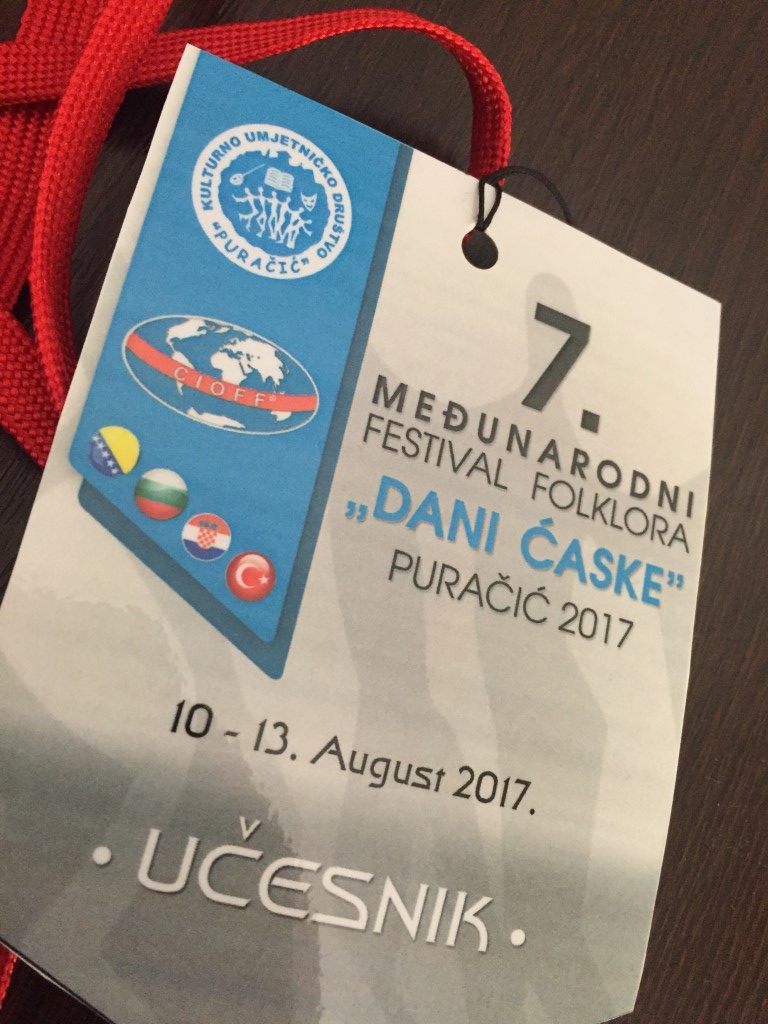 KULTURNO UMJETNIČKO DRUŠTVO
"PURAČIĆ"
CIOFF®
7.
MEĐUNARODNI
FESTIVAL FOLKLORA
„DANI ĆASKE”
PURAČIĆ 2017
10 - 13. August 2017.
• UČESNIK •